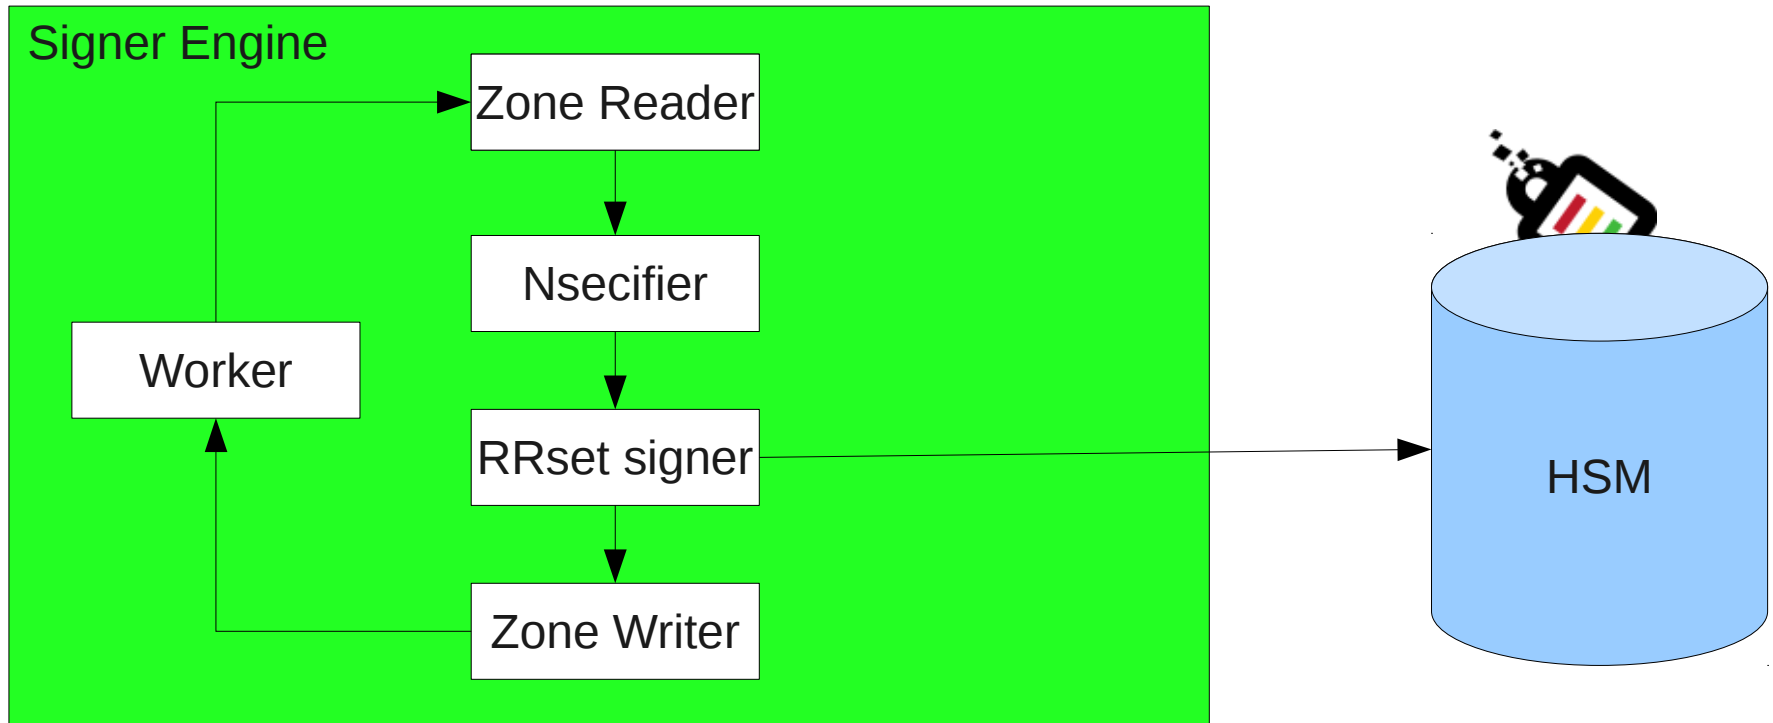 Signer Engine
Zone Reader
Nsecifier
Worker
RRset signer
HSM
Zone Writer